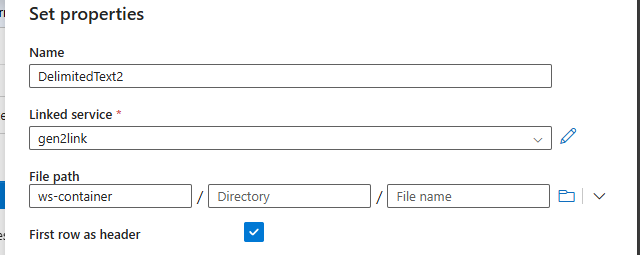 Set properties
Name
DelimitedText2
Linked service *
gen2link
File path
ws-container / Directory / File name
First row as header